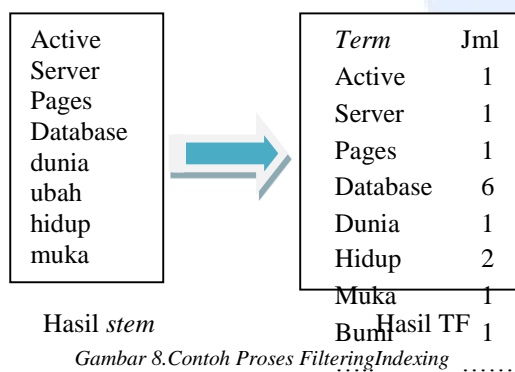 Active
Server
Pages
Database
dunia
ubah
hidup
muka
Hasil stem
Term Jml
Active 1
Server 1
Pages 1
Database 6
Dunia 1
Hidup 2
Muka 1
Bumi 1
..... ......
Hasil TF
Gambar 8.Contoh Proses FilteringIndexing